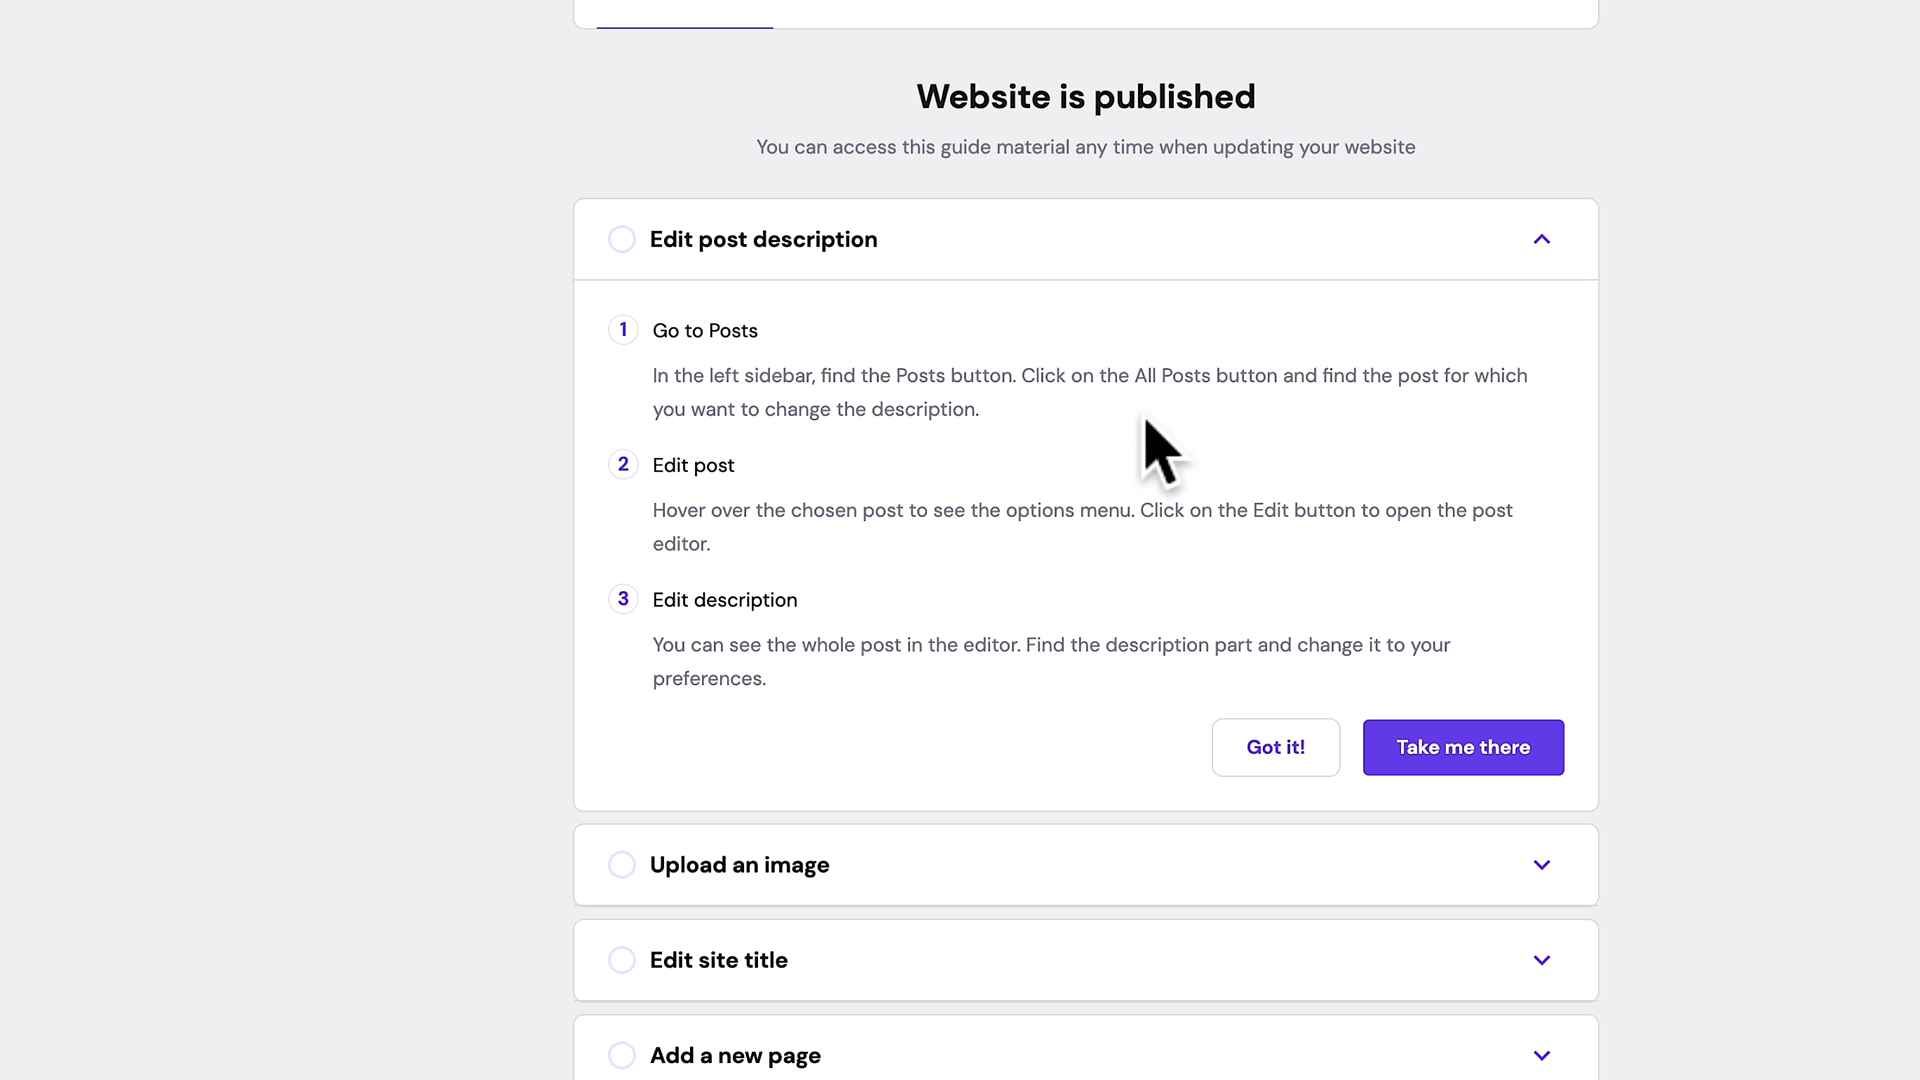 Website is published
You can access this guide material any time when updating your website
Edit post description
1 Go to Posts
In the left sidebar, find the Posts button. Click on the All Posts button and find the post for which
you want to change the description.
2 Edit post
Hover over the chosen post to see the options menu. Click on the Edit button to open the post
editor.
3 Edit description
You can see the whole post in the editor. Find the description part and change it to your
preferences.
Got it! Take me there
Upload an image
Edit site title
Add a new page